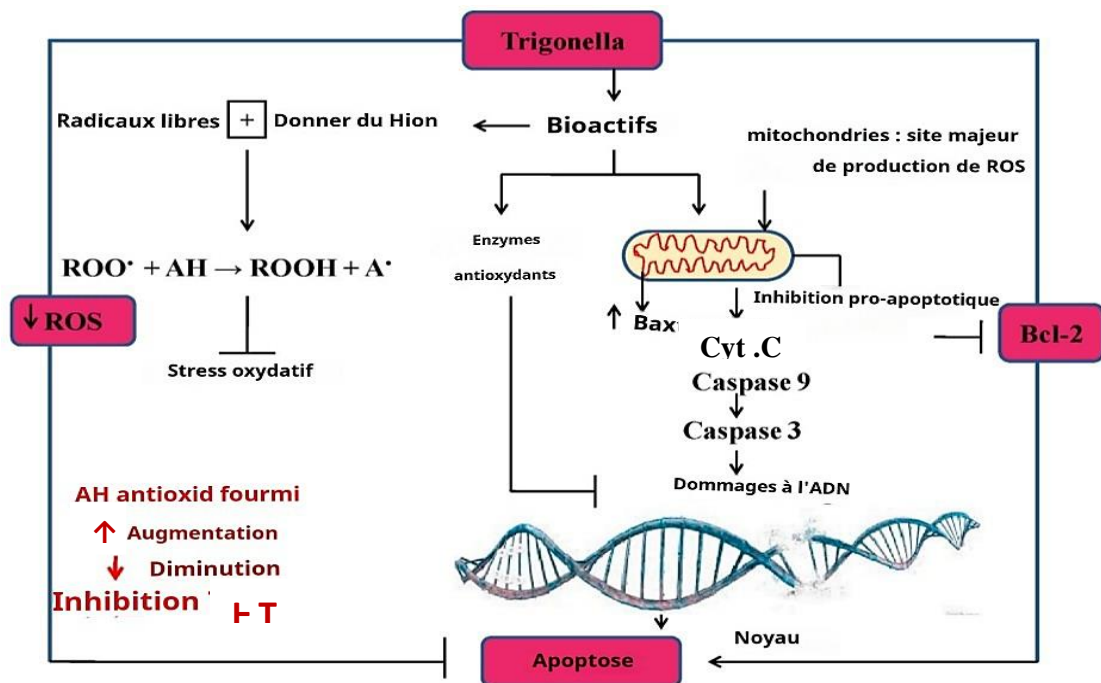 Trigonella
Radicaux libres + Donner du Hion
Bioactifs
mitochondries : site majeur
de production de ROS
Enzymes
antioxydants
ROO• + AH → ROOH + A•
↓ ROS
Stress oxydatif
Inhibition pro-apoptotique
↑ Bax
Bcl-2
Cyt .C
Caspase 9
Caspase 3
Dommages à l'ADN
AH antioxid fourmi
↑ Augmentation
↓ Diminution
Inhibition
Noyau
Apoptose